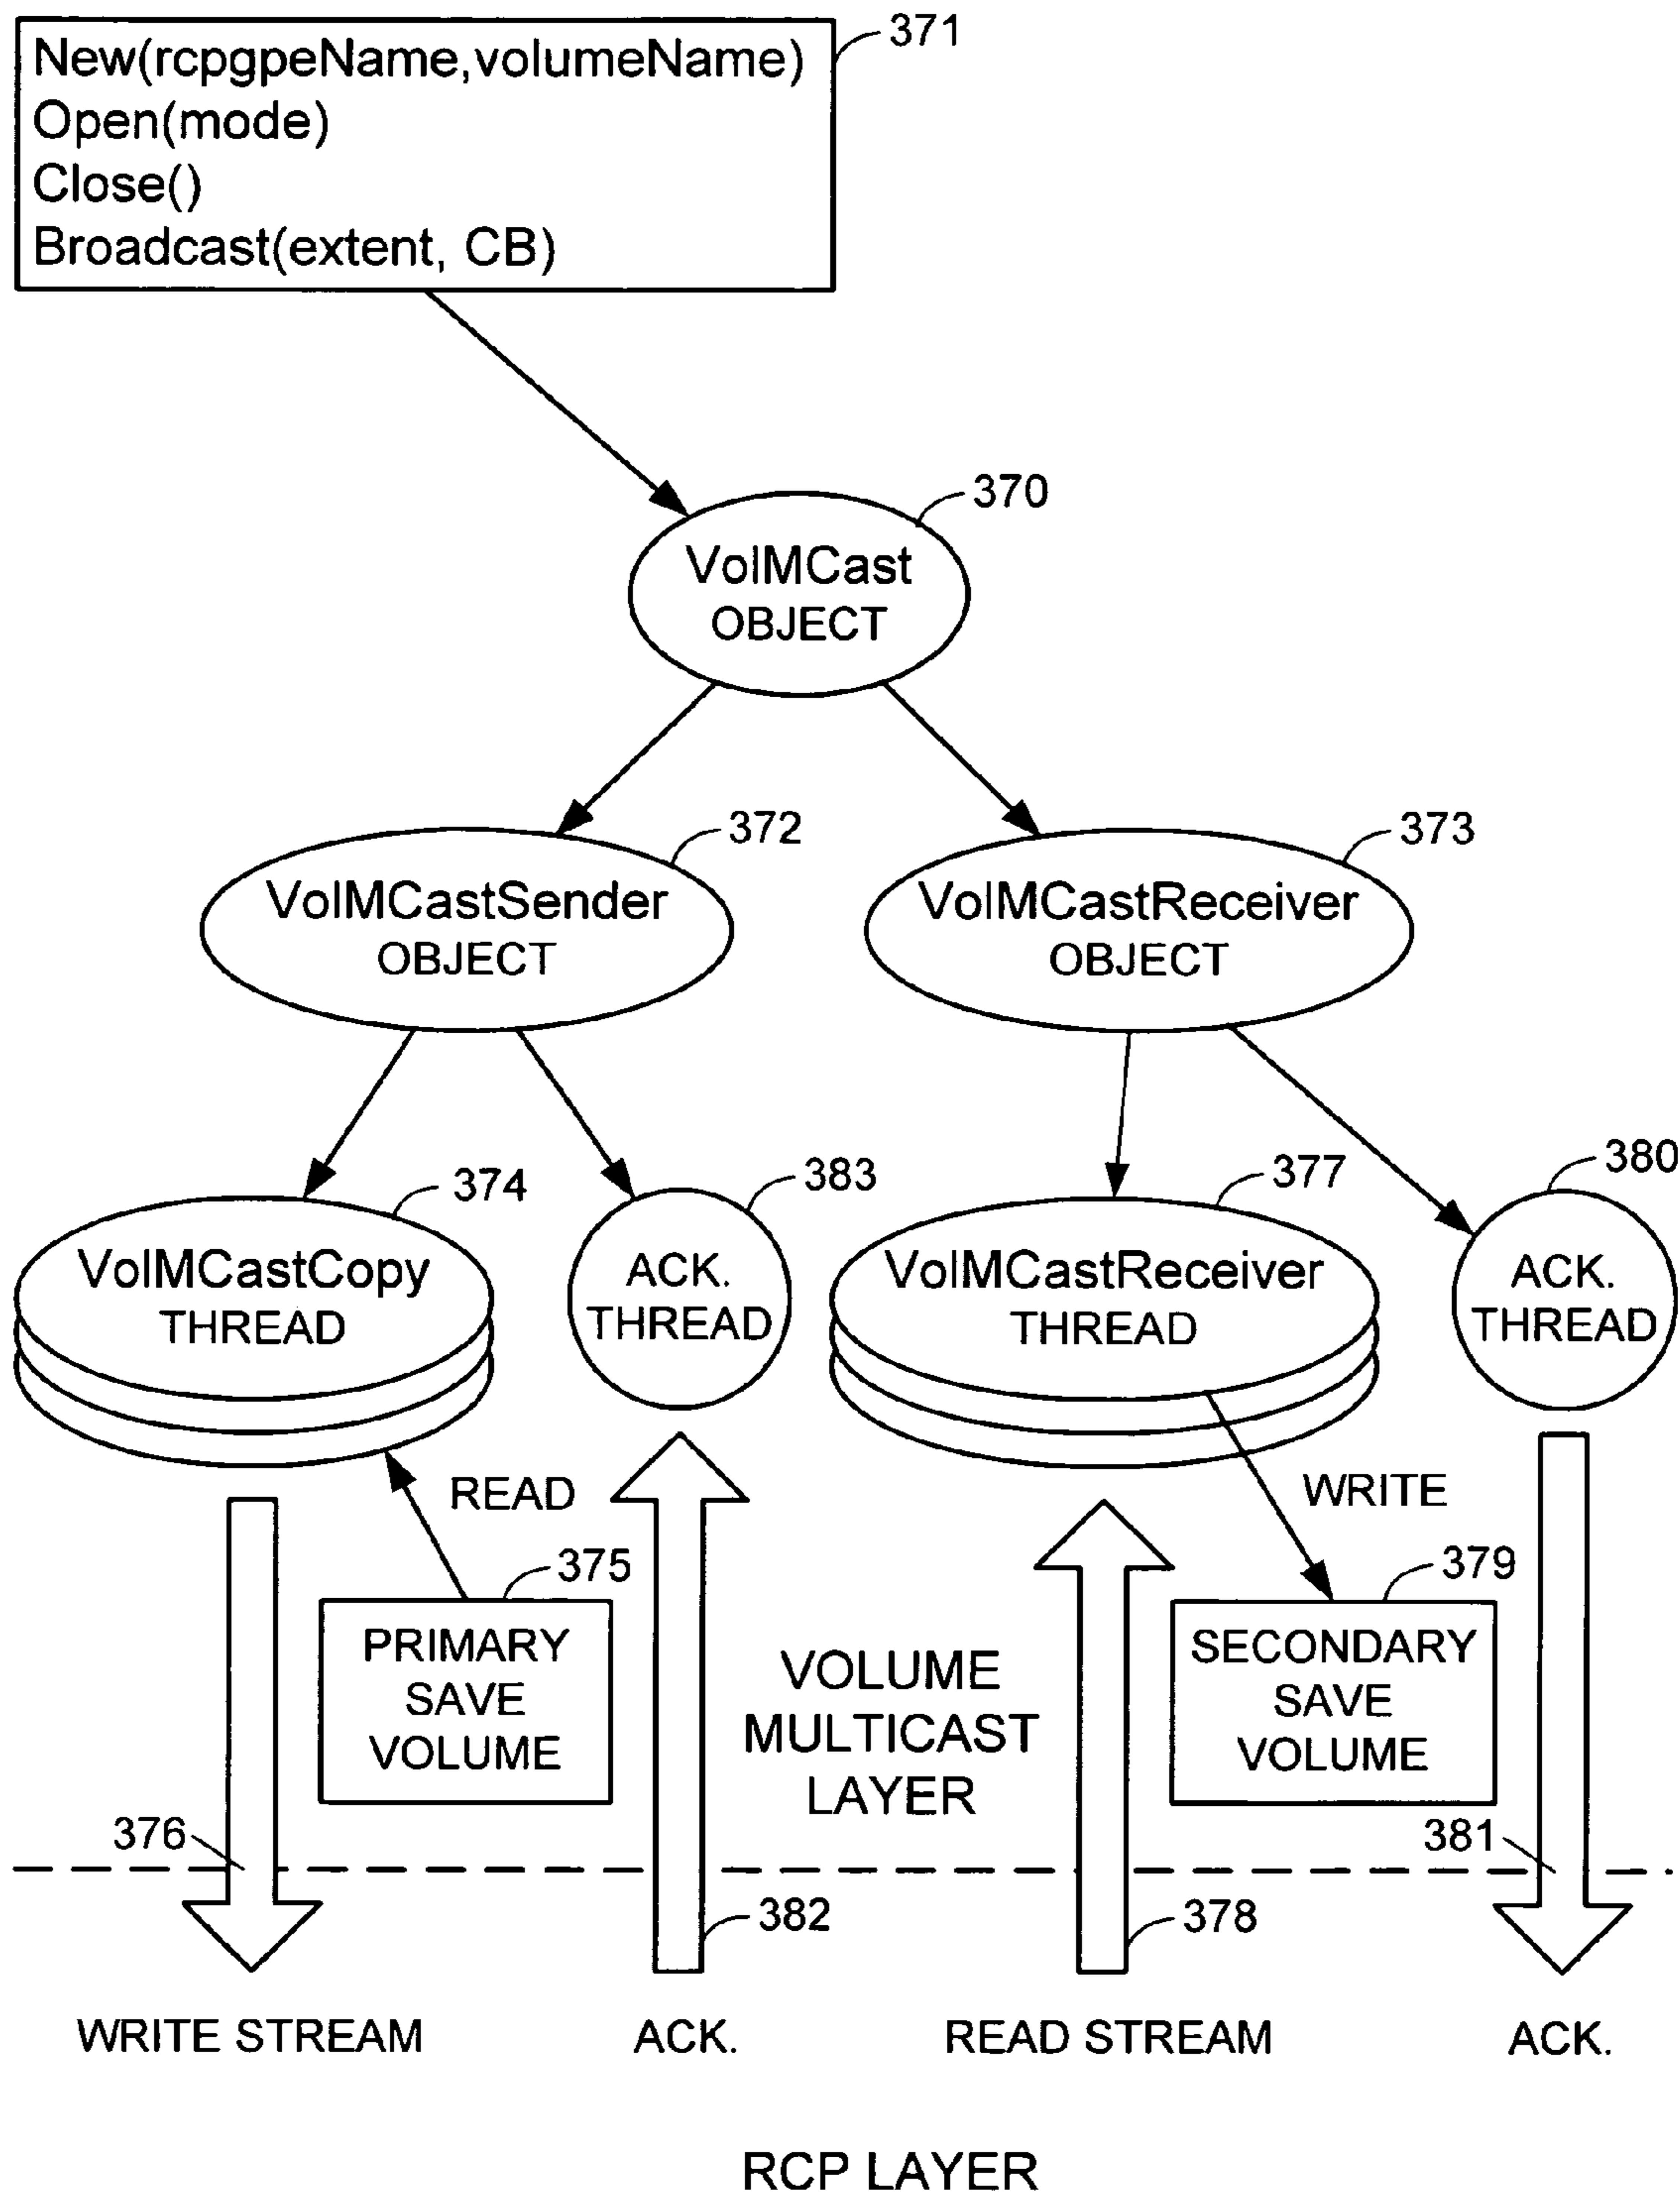 371
New(rcpgpeName,volumeName)
Open(mode)
Close()
Broadcast(extent, CB)
370
VolMCast
OBJECT
372
VolMCastSender
OBJECT
373
VolMCastReceiver
OBJECT
374
VolMCastCopy
THREAD
383
ACK.
THREAD
377
VolMCastReceiver
THREAD
380
ACK.
THREAD
READ
WRITE
375
PRIMARY
SAVE
VOLUME
VOLUME
MULTICAST
LAYER
379
SECONDARY
SAVE
VOLUME
376
381
382
378
WRITE STREAM
ACK.
READ STREAM
ACK.
RCP LAYER